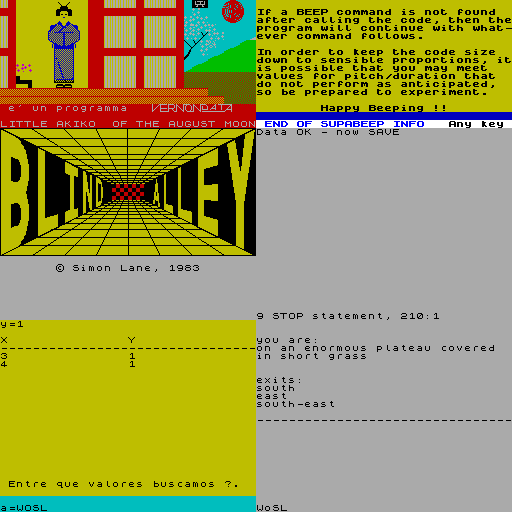 e' un programma VERNONDATA
LITTLE AKIKO OF THE AUGUST MOON
If a BEEP command is not found
after calling the code, then the
program will continue with what-
ever command follows.
In order to keep the code size
down to sensible proportions, it
is possible that you may meet
values for pitch/duration that
do not perform as anticipated,
so be prepared to experiment.
Happy Beeping !!
END OF SUPABEEP INFO Any key
BLIND ALLEY
© Simon Lane, 1983
Data OK - now SAVE
9 STOP statement, 210:1
y=1
X Y
3 1
4 1
Entre que valores buscamos ?.
a=WOSL
you are:
on an enormous plateau covered
in short grass
exits:
south
east
south-east
WoSL